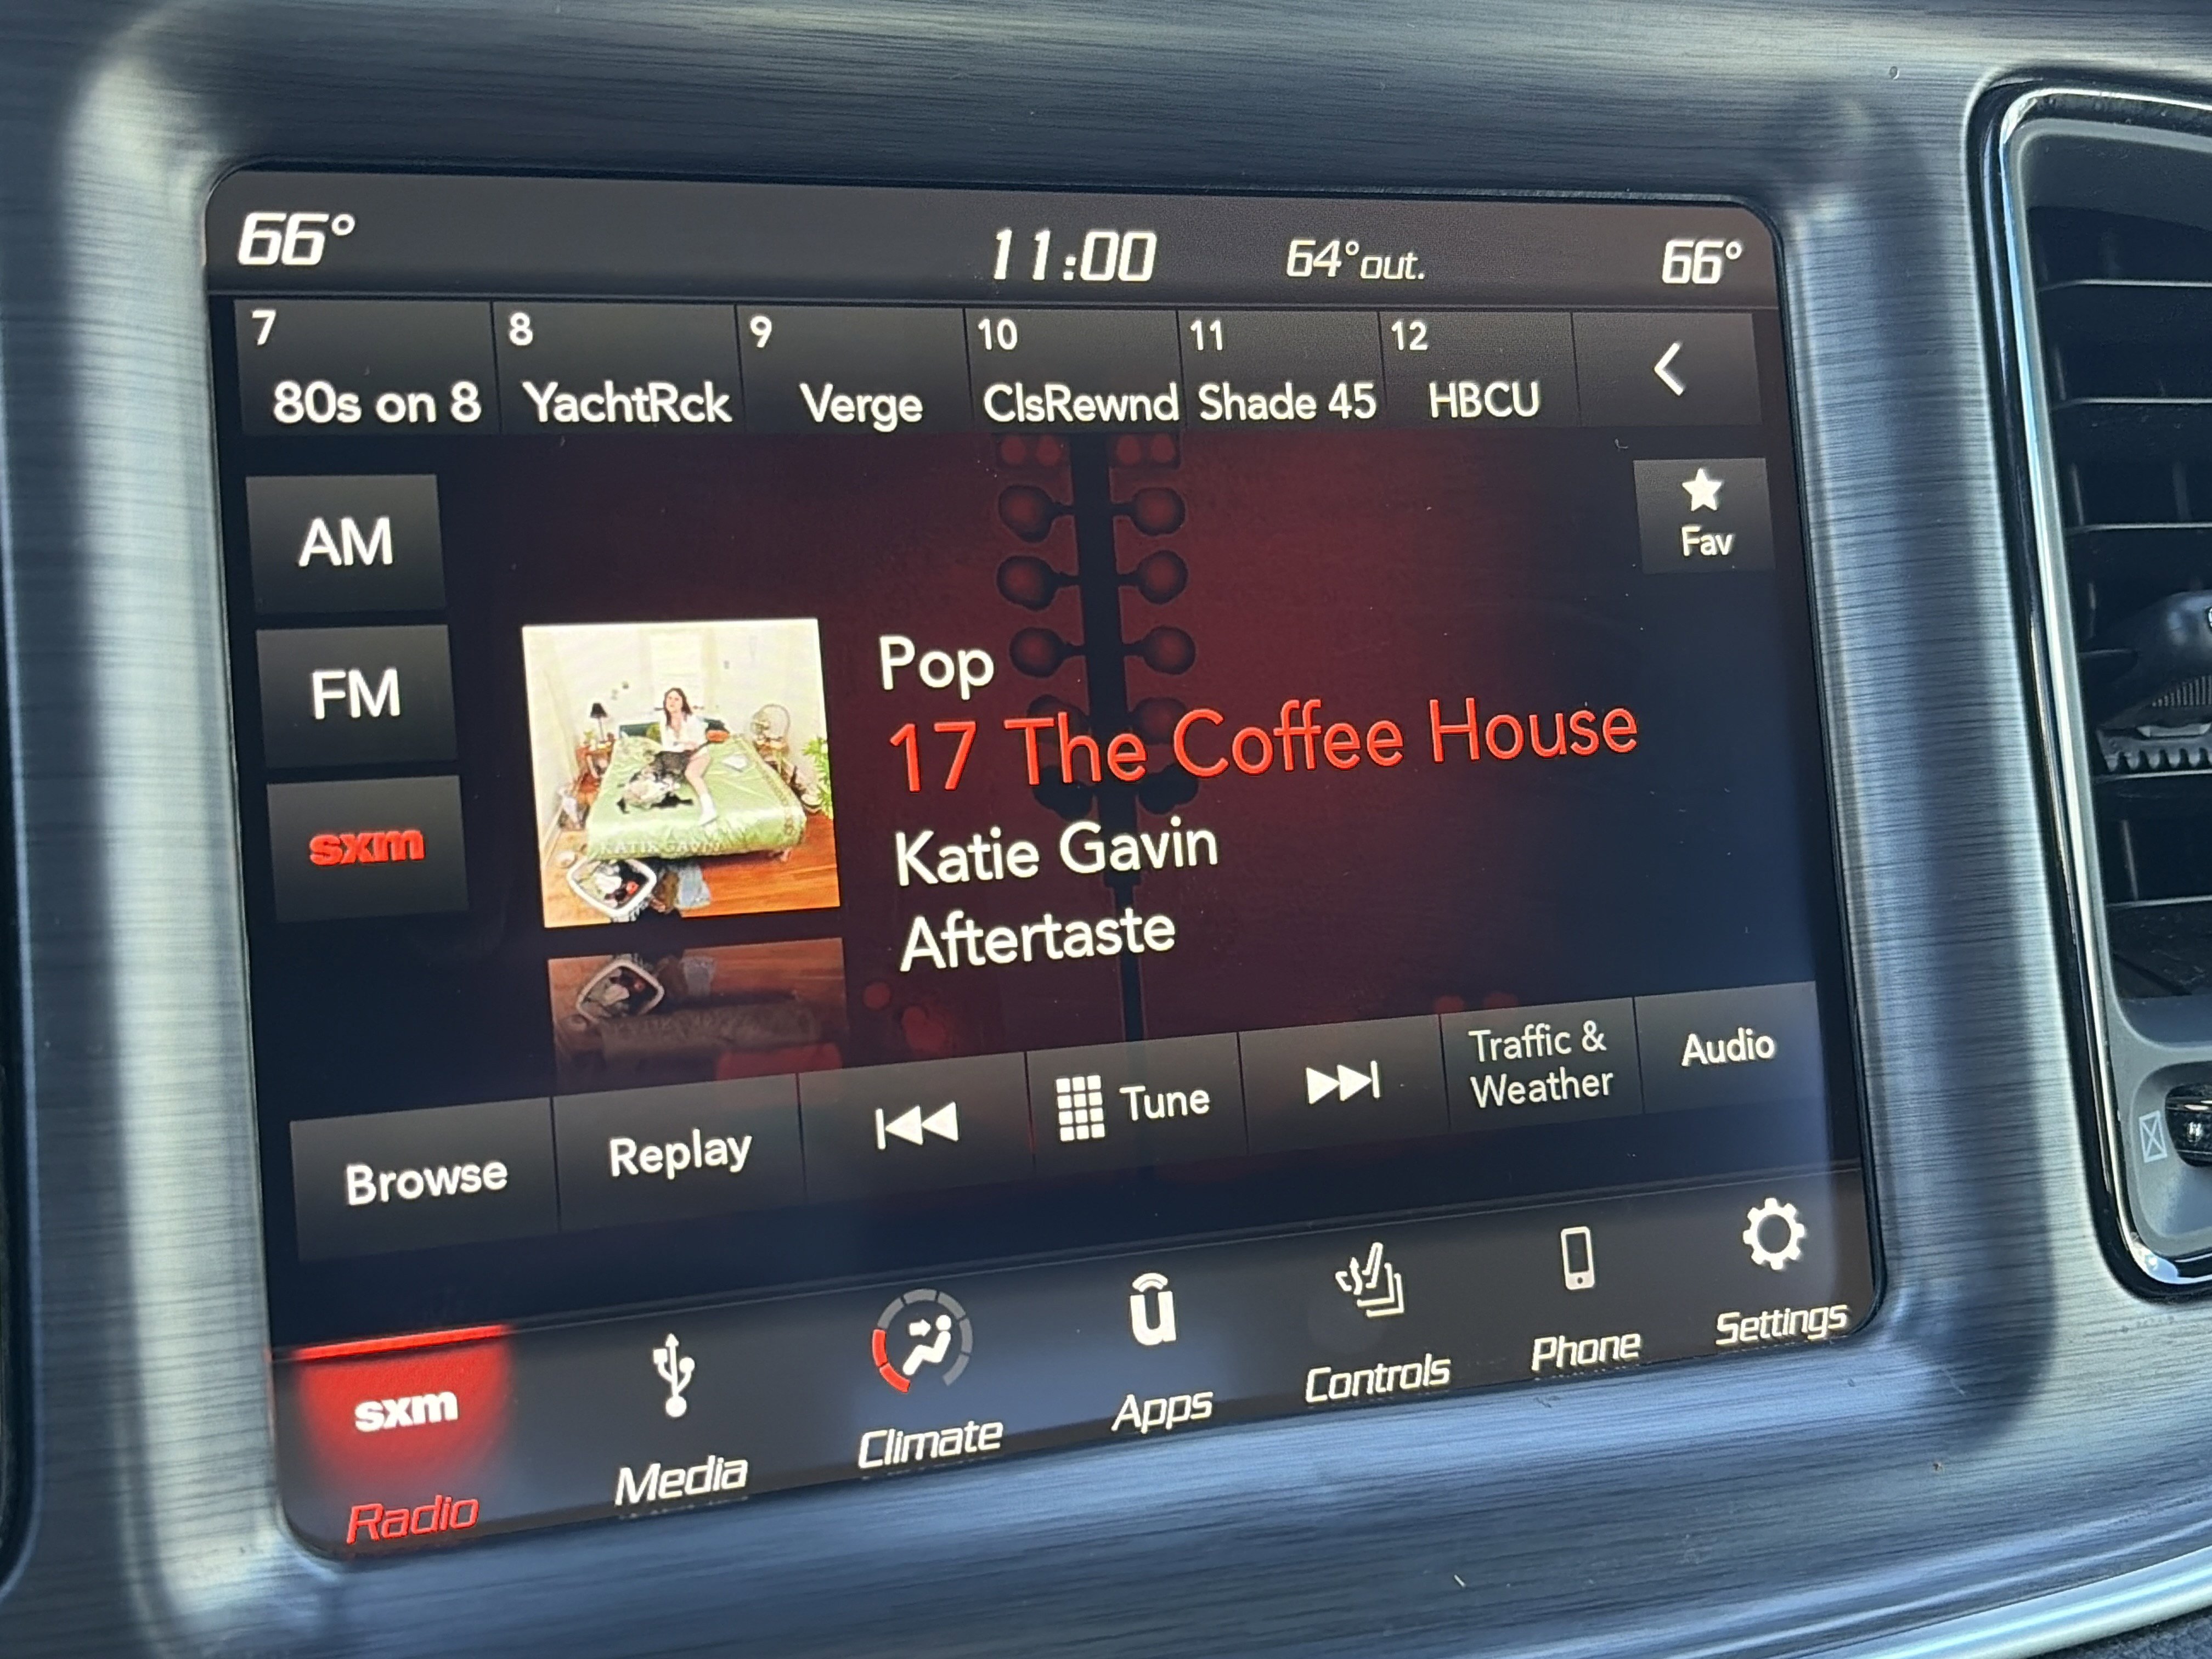 66° 11:00 64°out. 66°
7 8 9 10 11 12
80s on 8 YachtRck Verge ClsRewnd Shade 45 HBCU
AM
Fav
FM
Pop
17 The Coffee House
sxm
KATIE GAVIN
Katie Gavin
Aftertaste
Browse Replay Tune Traffic & Audio
Weather
sxm
Radio Media Climate Apps Controls Phone Settings